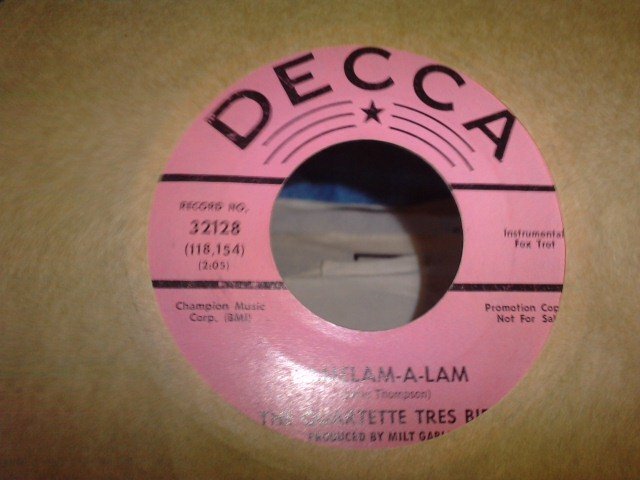 DECCA
RECORD NO.
32128
(118,154)
(2:05)
Instrumental
Fox Trot
Champion Music
Corp. (BMI)
Promotion Cop
Not For Sal
LAM-A-LAM
Thompson)
THE QUARTETTE TRES BIE
PRODUCED BY MILT GAB